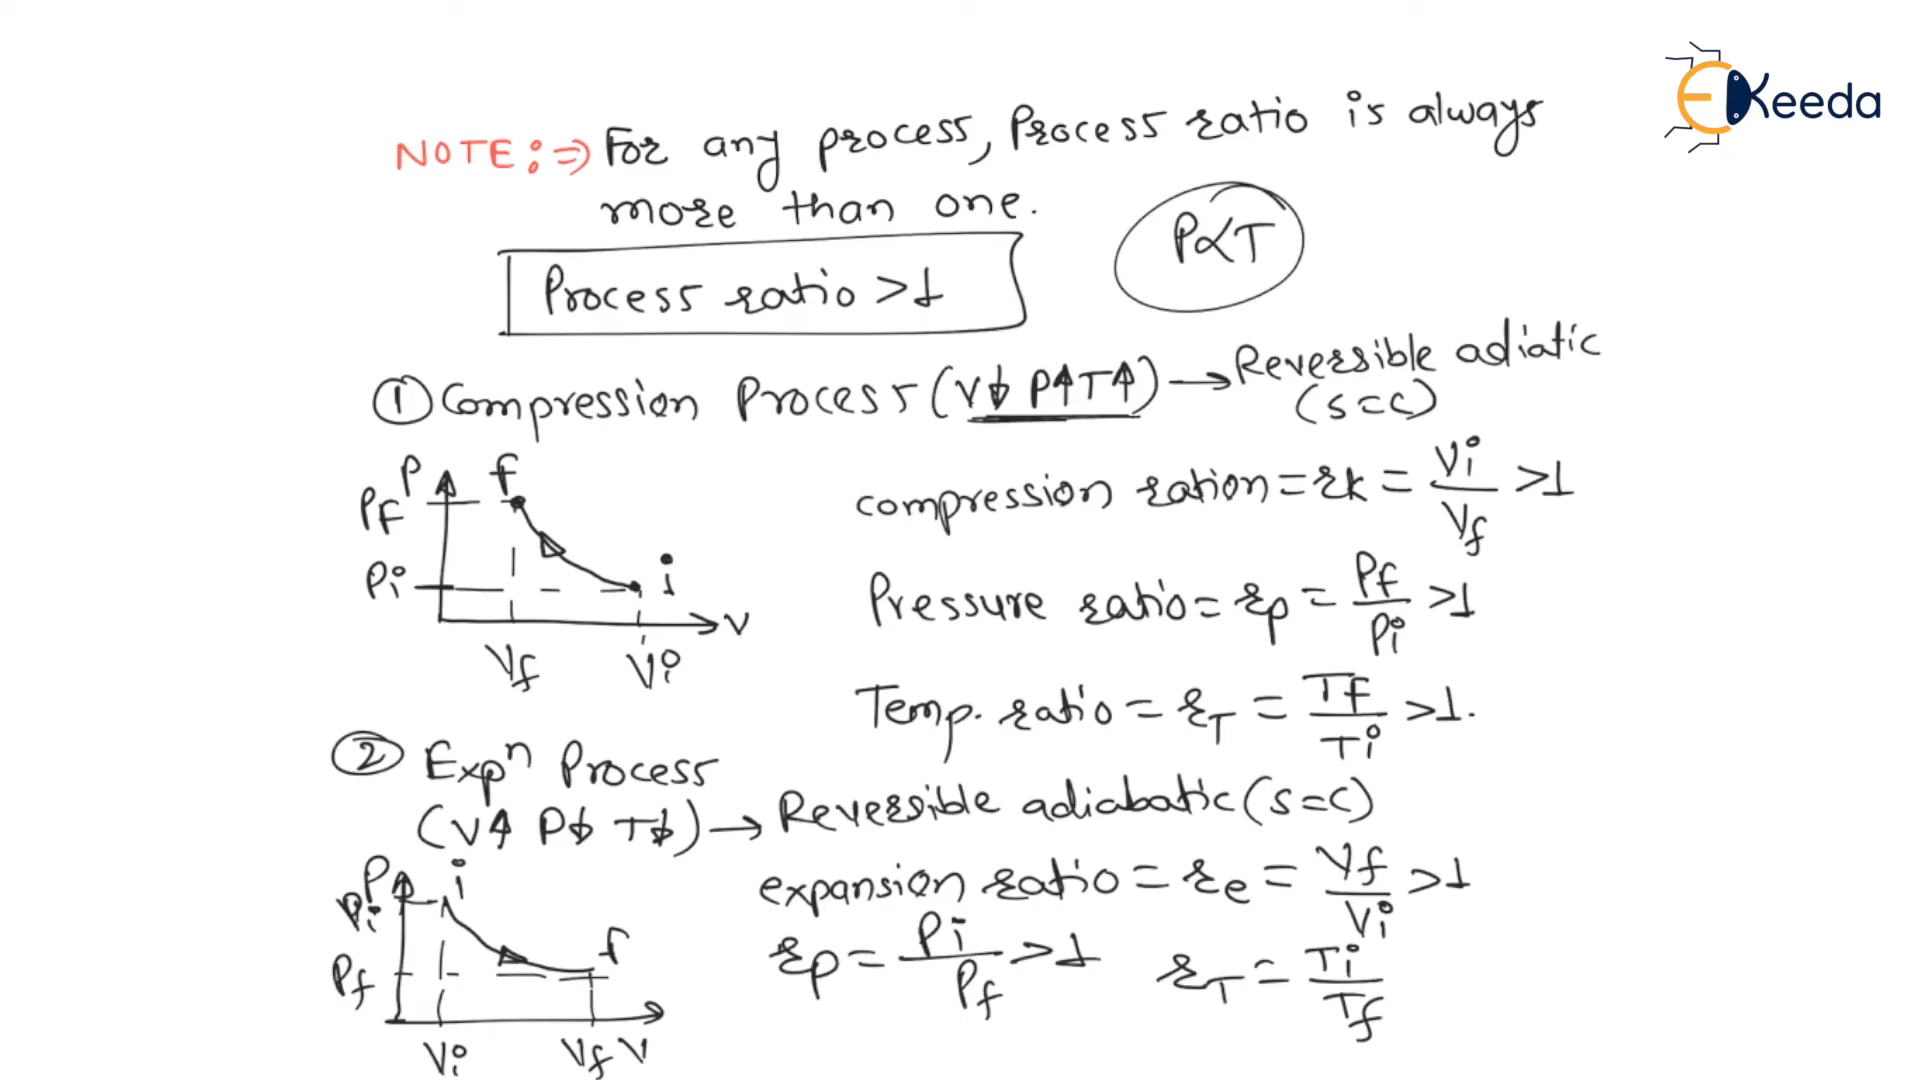 EKeeda
NOTE :⇒ For any process, Process ratio is always
more than one.
P∝T
Process ratio >1
① Compression Process (V↓ P↑ T↑) → Reversible adiatic
(s=c)
P f
Pf
Pi i
V
Vf Vi
compression ration = rk = Vi/Vf >1
Pressure ratio = rp = Pf/Pi >1
Temp. ratio = rT = Tf/Ti >1.
② Expⁿ Process
(V↑ P↓ T↓) → Reversible adiabatic (s=c)
P i
Pi
Pf f
Vi Vf V
expansion ratio = re = Vf/Vi >1
rp = Pi/Pf >1 rT = Ti/Tf